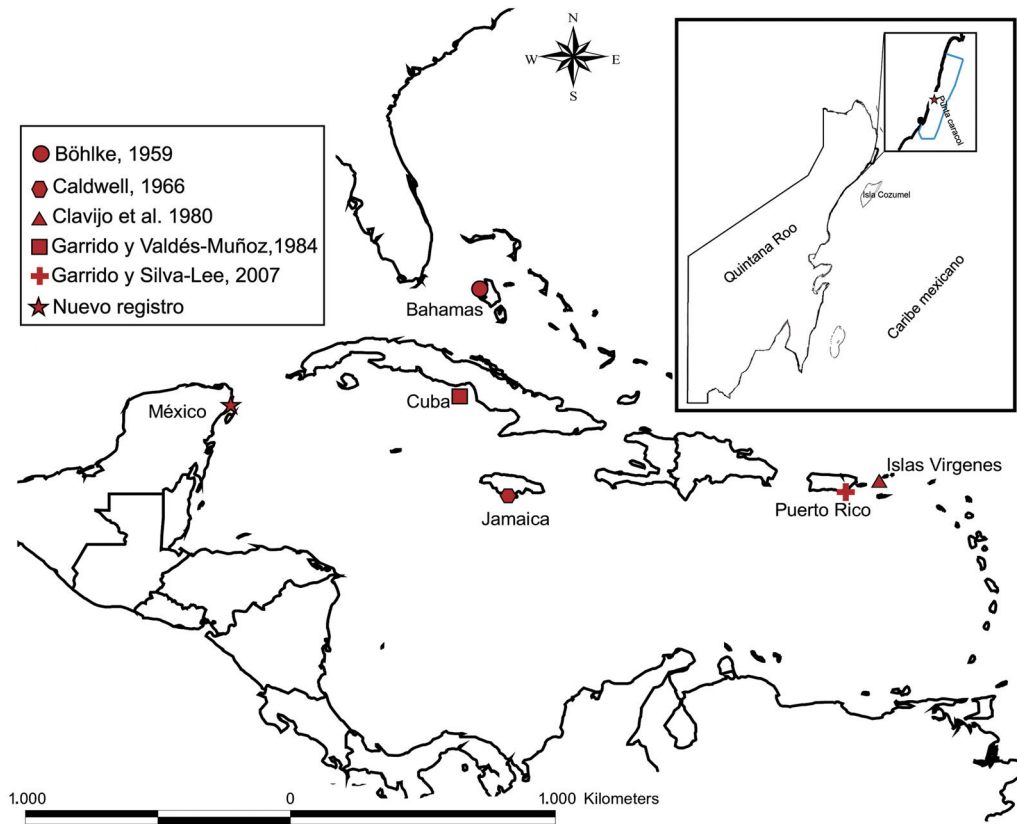 N
W
E
S
Böhlke, 1959
Caldwell, 1966
Clavijo et al. 1980
Garrido y Valdés-Muñoz,1984
Garrido y Silva-Lee, 2007
Nuevo registro
Punta caracol
Isla Cozumel
Quintana Roo
Caribe mexicano
Bahamas
Cuba
México
Jamaica
Islas Virgenes
Puerto Rico
1.000
0
1.000 Kilometers